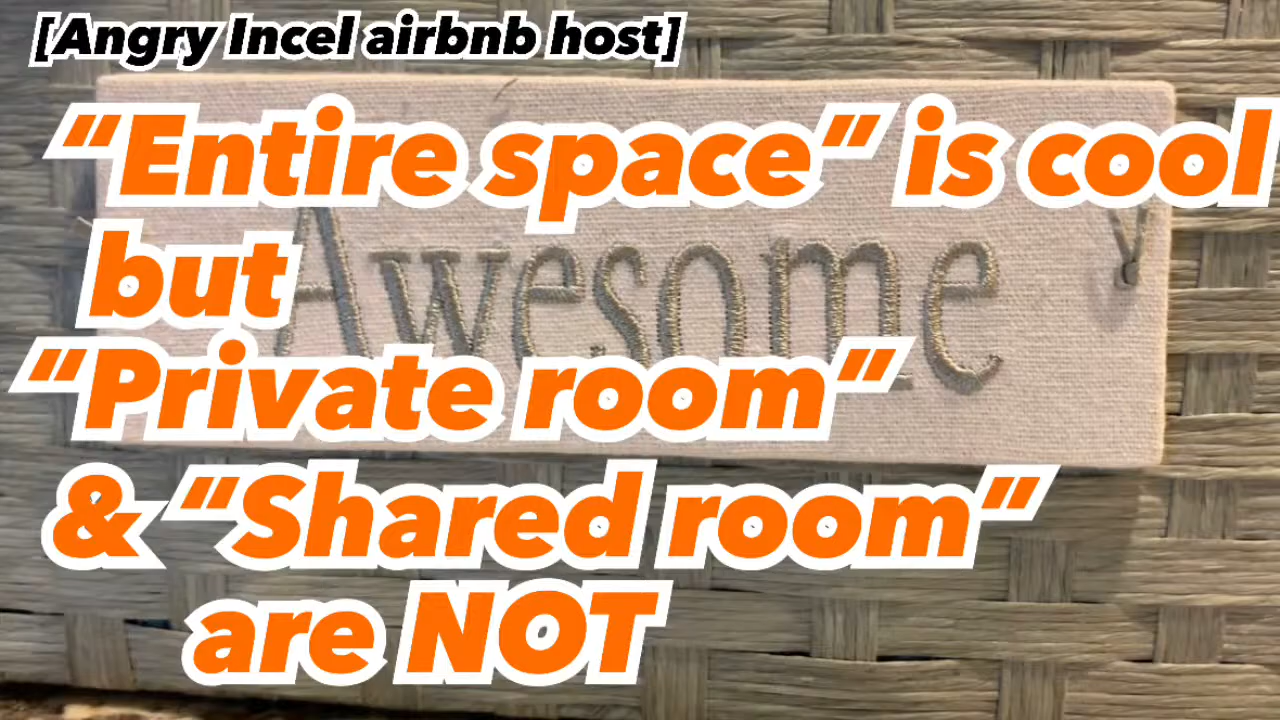 [Angry Incel airbnb host]
“Entire space” is cool
but
Awesome
“Private room”
& “Shared room”
are NOT